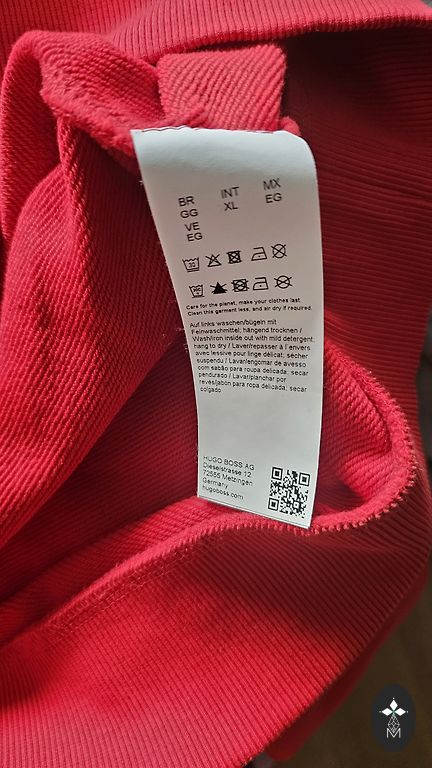 BR INT MX
GG XL EG
VE
EG
Care for the planet, make your clothes last.
Clean this garment less, and air dry if required.
Auf links waschen/bügeln mit
Feinwaschmittel; hängend trocknen /
Wash/iron inside out with mild detergent;
hang to dry / Laver/repasser à l'envers
avec lessive pour linge délicat; sécher
suspendu / Lavar/engomar de avesso
com sabão para roupa delicada; secar
pendurado / Lavar/planchar por
revés/jabón para ropa delicada; secar
colgado
HUGO BOSS AG
Dieselstrasse 12
72555 Metzingen
Germany
hugoboss.com
M